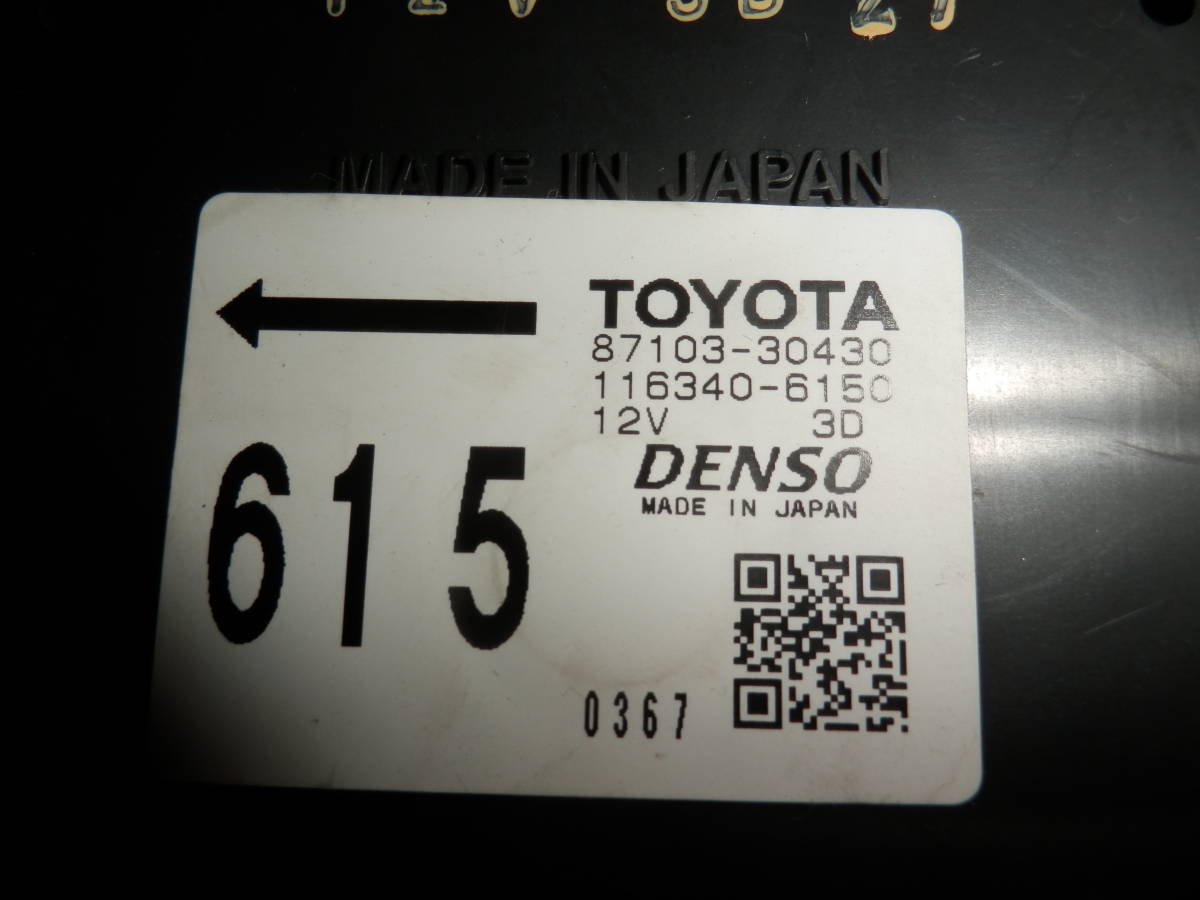 MADE IN JAPAN
TOYOTA
87103-30430
116340-6150
12V 3D
DENSO
MADE IN JAPAN
615
0367